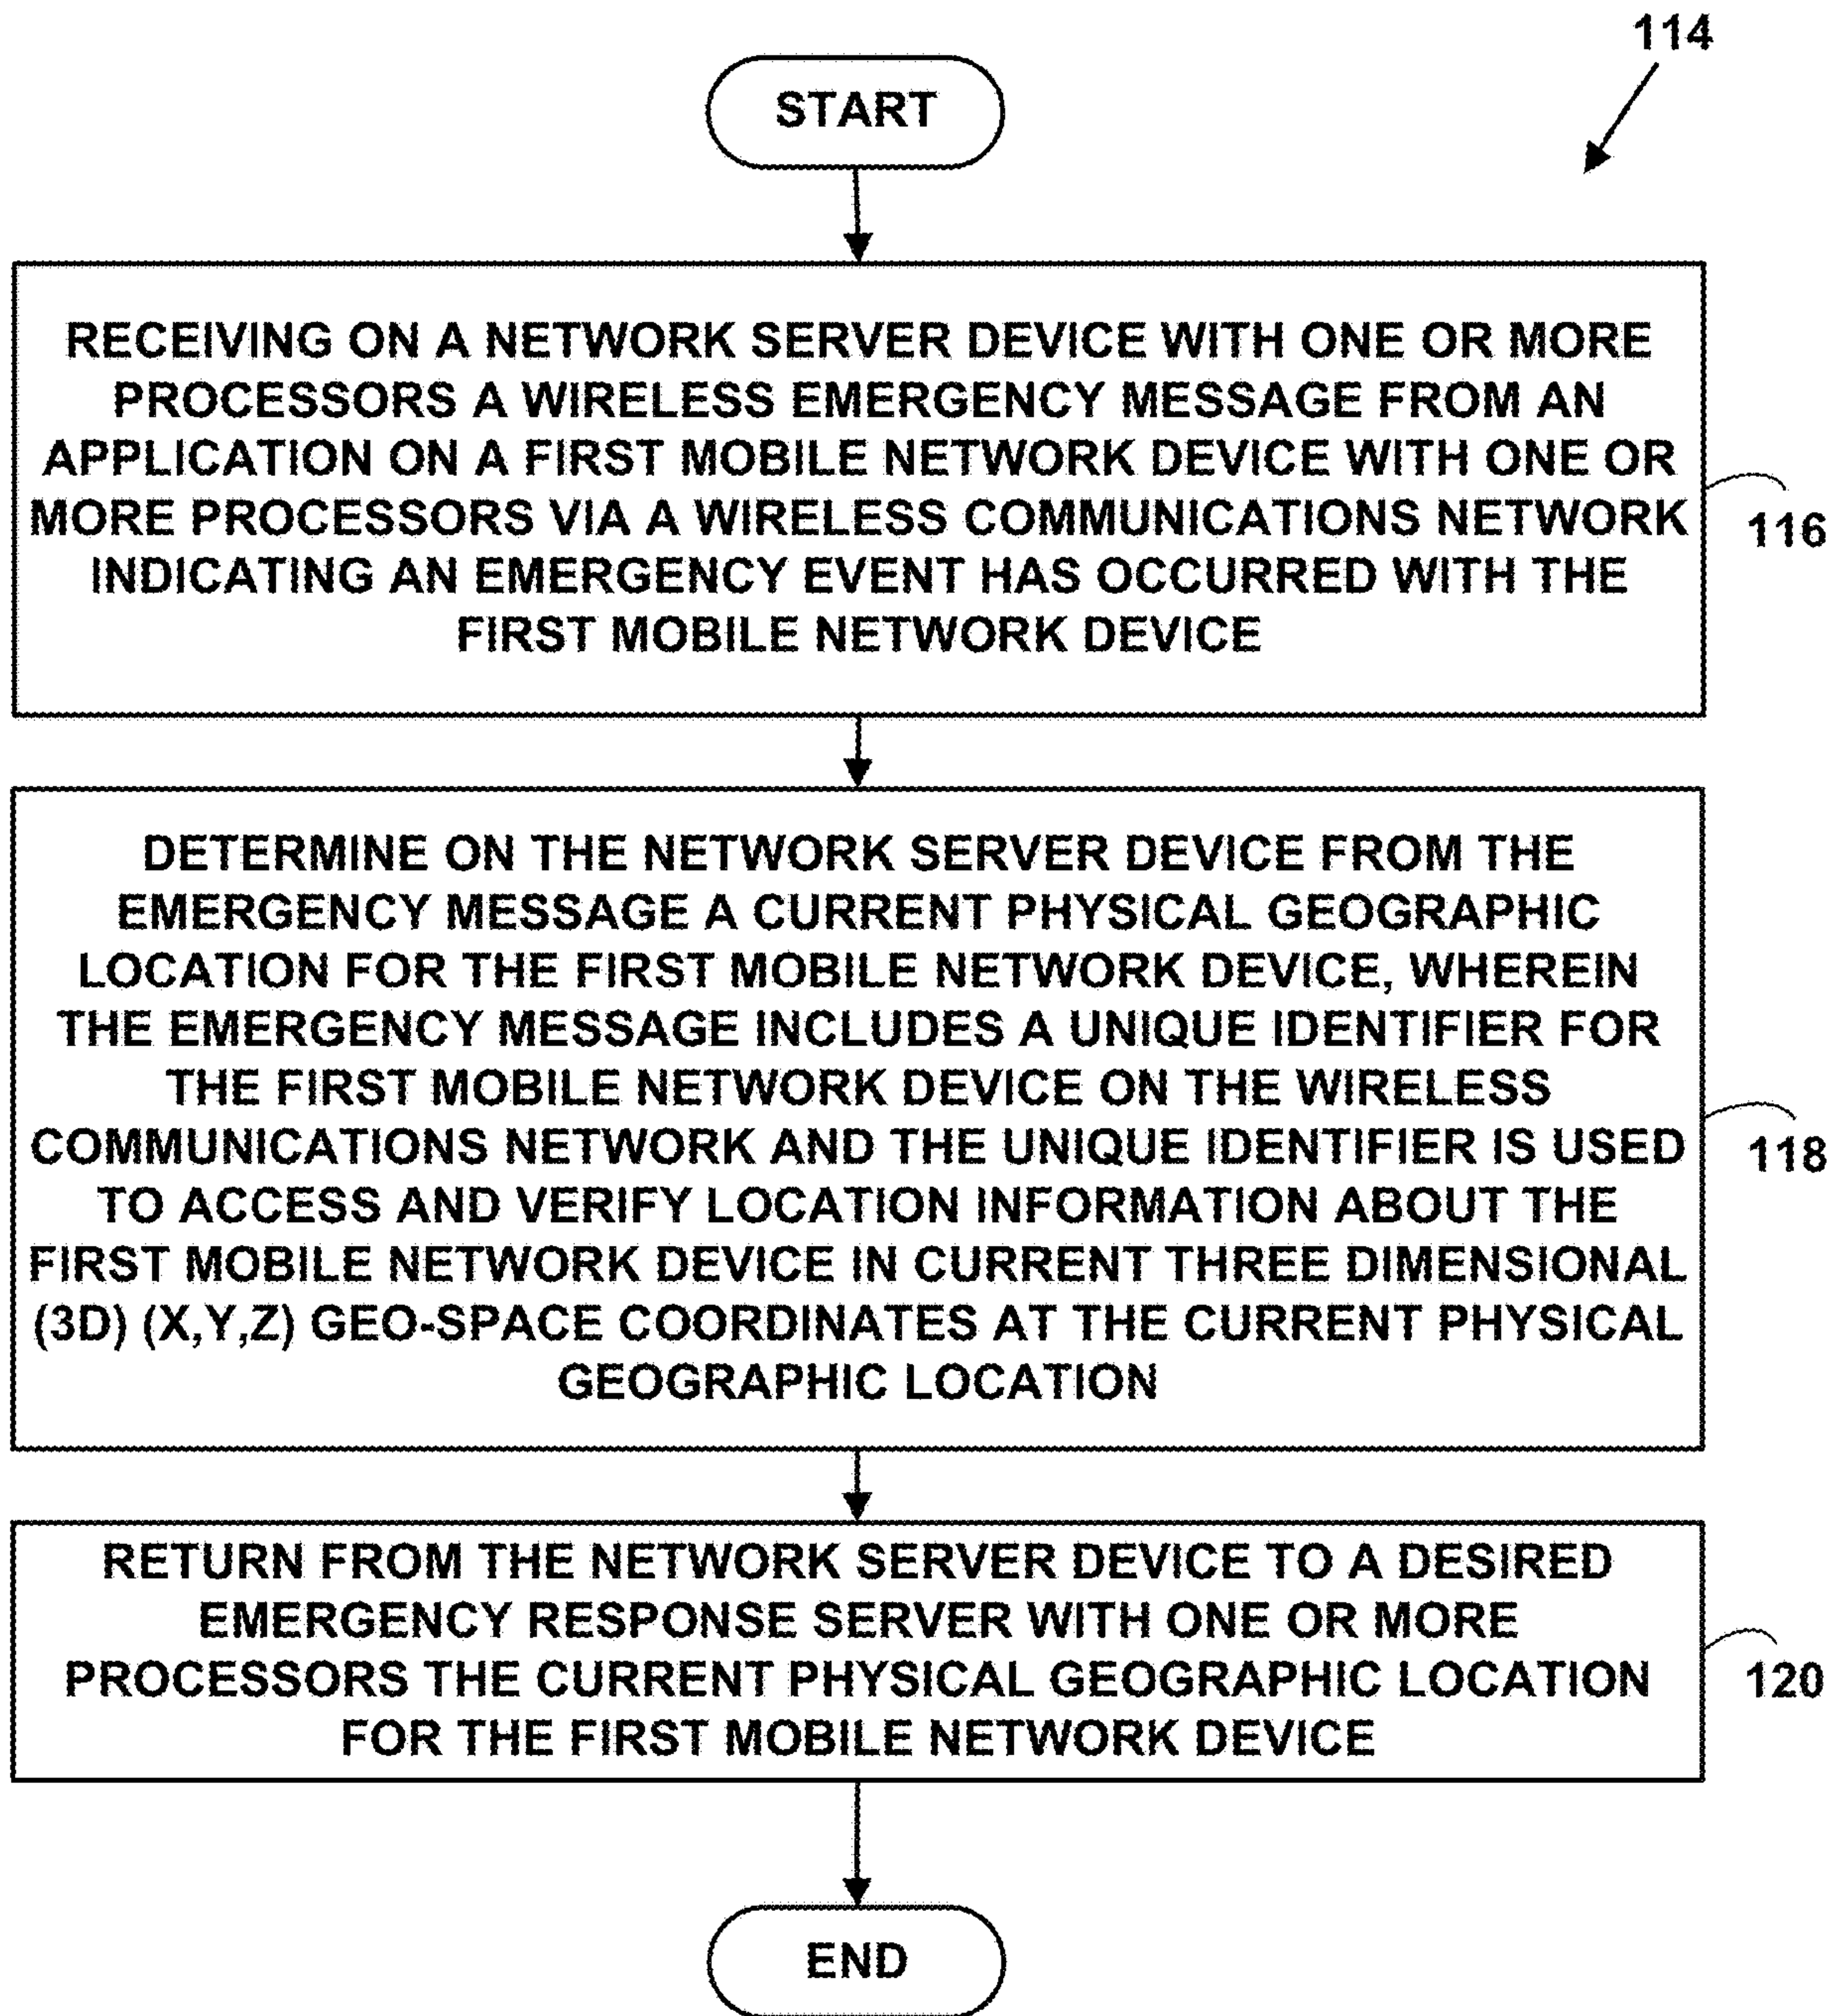 114
START
RECEIVING ON A NETWORK SERVER DEVICE WITH ONE OR MORE
PROCESSORS A WIRELESS EMERGENCY MESSAGE FROM AN
APPLICATION ON A FIRST MOBILE NETWORK DEVICE WITH ONE OR
MORE PROCESSORS VIA A WIRELESS COMMUNICATIONS NETWORK
INDICATING AN EMERGENCY EVENT HAS OCCURRED WITH THE
FIRST MOBILE NETWORK DEVICE
116
DETERMINE ON THE NETWORK SERVER DEVICE FROM THE
EMERGENCY MESSAGE A CURRENT PHYSICAL GEOGRAPHIC
LOCATION FOR THE FIRST MOBILE NETWORK DEVICE, WHEREIN
THE EMERGENCY MESSAGE INCLUDES A UNIQUE IDENTIFIER FOR
THE FIRST MOBILE NETWORK DEVICE ON THE WIRELESS
COMMUNICATIONS NETWORK AND THE UNIQUE IDENTIFIER IS USED
TO ACCESS AND VERIFY LOCATION INFORMATION ABOUT THE
FIRST MOBILE NETWORK DEVICE IN CURRENT THREE DIMENSIONAL
(3D) (X,Y,Z) GEO-SPACE COORDINATES AT THE CURRENT PHYSICAL
GEOGRAPHIC LOCATION
118
RETURN FROM THE NETWORK SERVER DEVICE TO A DESIRED
EMERGENCY RESPONSE SERVER WITH ONE OR MORE
PROCESSORS THE CURRENT PHYSICAL GEOGRAPHIC LOCATION
FOR THE FIRST MOBILE NETWORK DEVICE
120
END